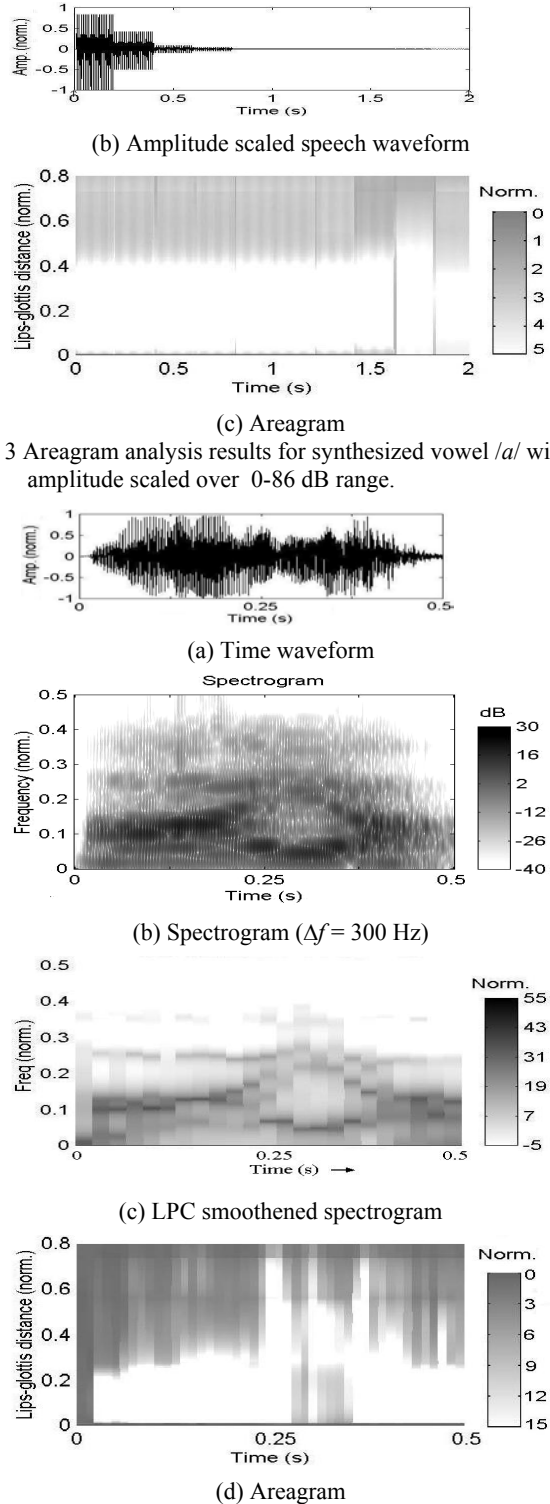 1
0.5
0
-0.5
-1
Amp. (norm.)
0 0.5 1 1.5 2
Time (s)
(b) Amplitude scaled speech waveform
0.8
0.6
0.4
0.2
0
Lips-glottis distance (norm.)
0 0.5 1 1.5 2
Time (s)
Norm.
0
1
2
3
4
5
(c) Areagram
3 Areagram analysis results for synthesized vowel /a/ wi
amplitude scaled over 0-86 dB range.
1
0.5
0
-0.5
-1
Amp. (norm.)
0 0.25 0.5
Time (s)
(a) Time waveform
Spectrogram
0.5
0.4
0.3
0.2
0.1
0
Frequency (norm.)
0 0.25 0.5
Time (s)
dB
30
16
2
-12
-26
-40
(b) Spectrogram (Δf = 300 Hz)
0.5
0.4
0.3
0.2
0.1
0
Freq (norm.)
0 0.25 0.5
Time (s) →
Norm.
55
43
31
19
7
-5
(c) LPC smoothened spectrogram
0.8
0.6
0.4
0.2
0
Lips-glottis distance (norm.)
0 0.25 0.5
Time (s)
Norm.
0
3
6
9
12
15
(d) Areagram